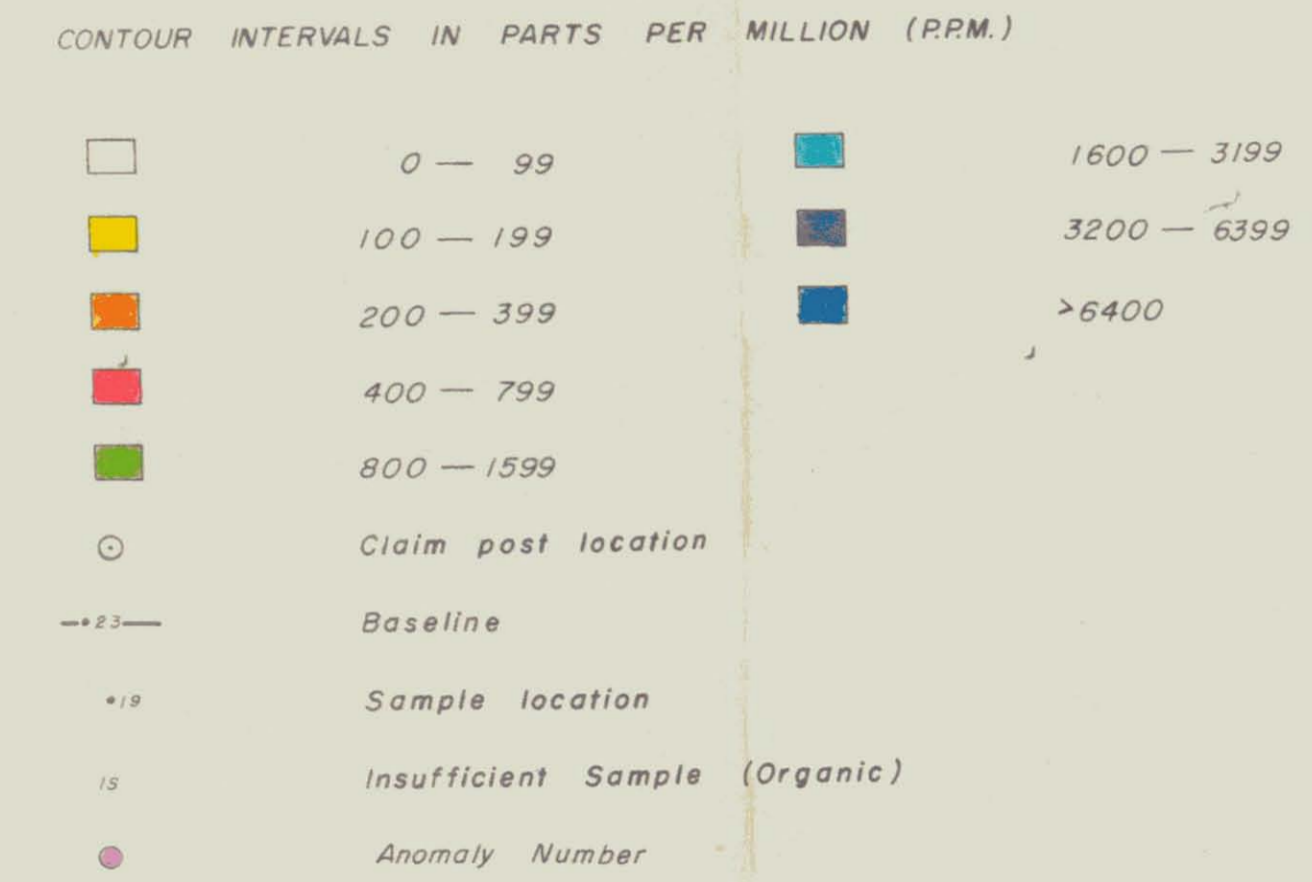 CONTOUR INTERVALS IN PARTS PER MILLION (P.P.M.)
0 — 99
100 — 199
200 — 399
400 — 799
800 — 1599
1600 — 3199
3200 — 6399
>6400
Claim post location
•23 Baseline
•19 Sample location
IS Insufficient Sample (Organic)
Anomaly Number